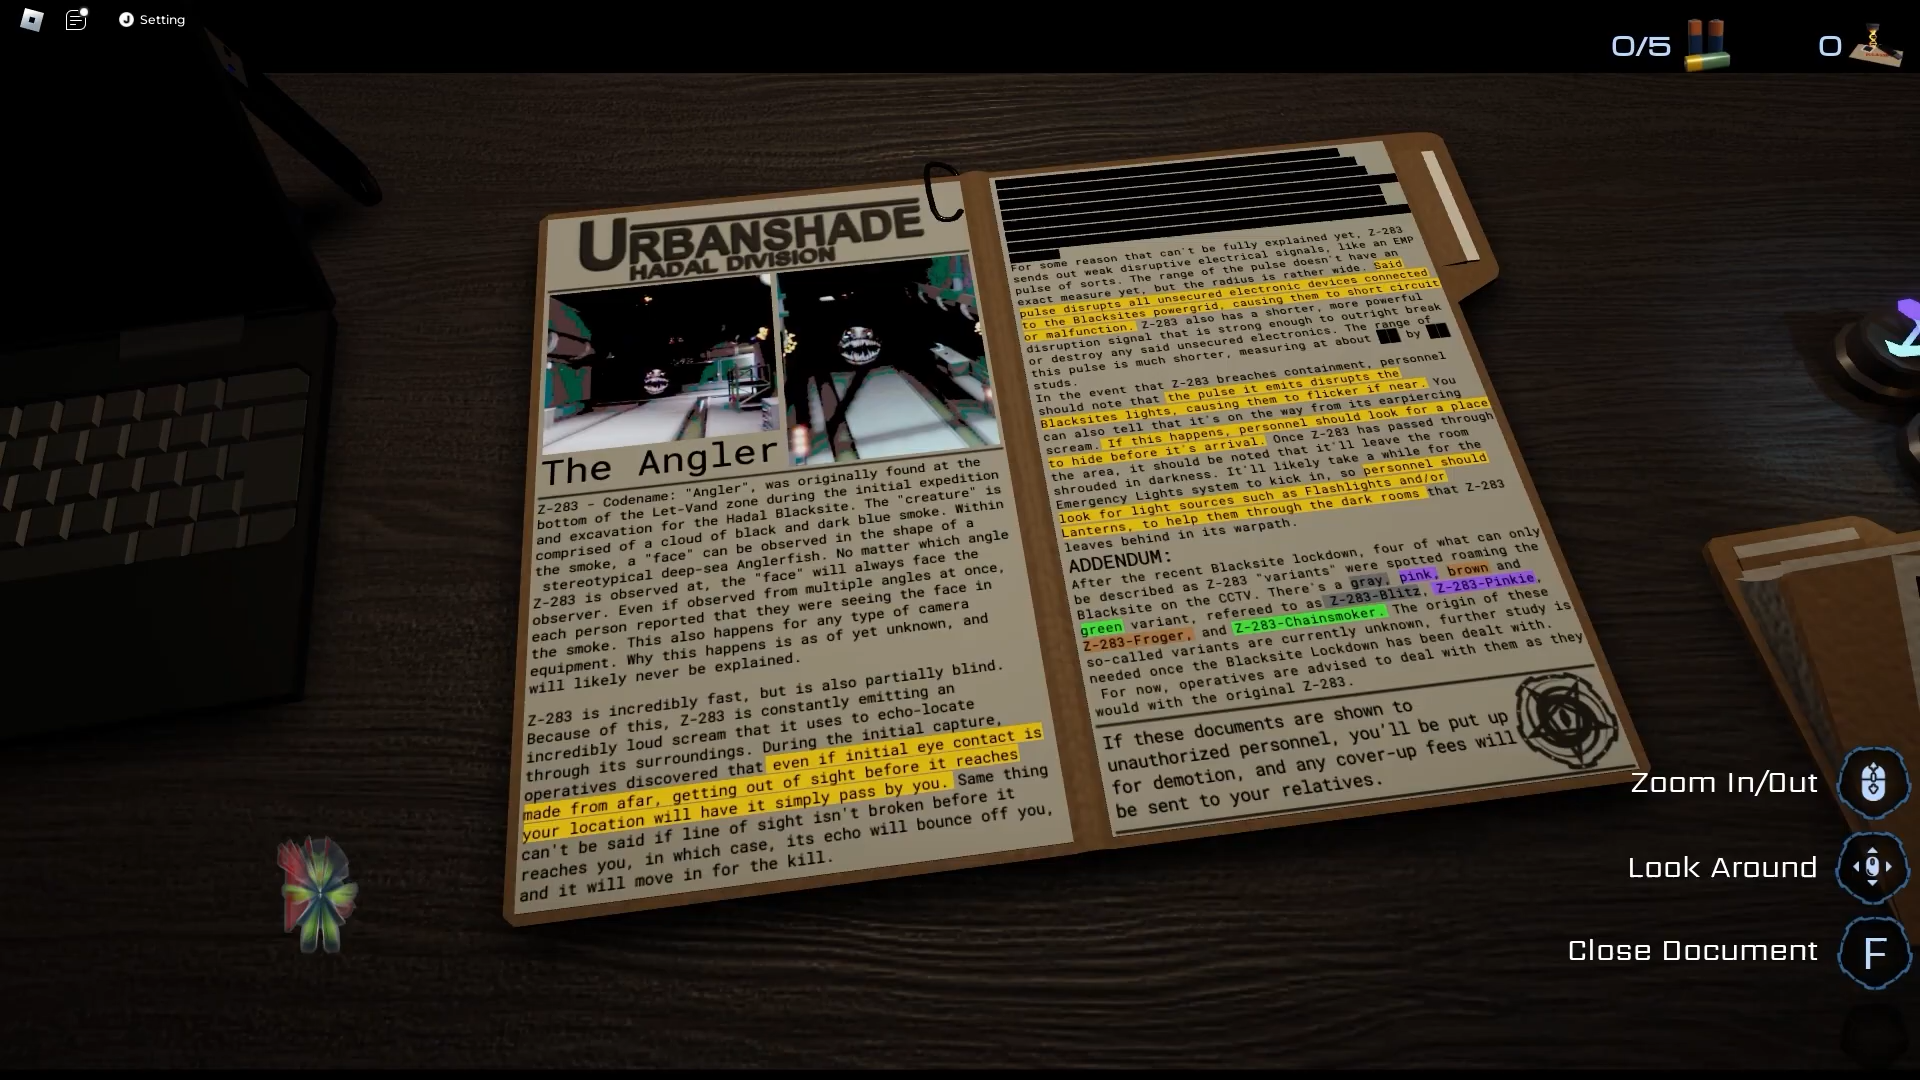 Setting
0/5
0
URBANSHADE
HADAL DIVISION
The Angler
Z-283 - Codename: "Angler", was originally found at the
bottom of the Let-Vand zone during the initial expedition
and excavation for the Hadal Blacksite. The "creature" is
comprised of a cloud of black and dark blue smoke. Within
the smoke, a "face" can be observed in the shape of a
stereotypical deep-sea Anglerfish. No matter which angle
Z-283 is observed at, the "face" will always face the
observer. Even if observed from multiple angles at once,
each person reported that they were seeing the face in
the smoke. This also happens for any type of camera
equipment. Why this happens is as of yet unknown, and
will likely never be explained.
Z-283 is incredibly fast, but is also partially blind.
Because of this, Z-283 is constantly emitting an
incredibly loud scream that it uses to echo-locate
through its surroundings. During the initial capture,
operatives discovered that even if initial eye contact is
made from afar, getting out of sight before it reaches
your location will have it simply pass by you. Same thing
can't be said if line of sight isn't broken before it
reaches you, in which case, its echo will bounce off you,
and it will move in for the kill.
For some reason that can't be fully explained yet, Z-283
sends out weak disruptive electrical signals, like an EMP
pulse of sorts. The range of the pulse doesn't have an
exact measure yet, but the radius is rather wide. Said
pulse disrupts all unsecured electronic devices connected
to the Blacksites powergrid, causing them to short circuit
or malfunction. Z-283 also has a shorter, more powerful
disruption signal that is strong enough to outright break
or destroy any said unsecured electronics. The range of
this pulse is much shorter, measuring at about by
studs.
In the event that Z-283 breaches containment, personnel
should note that the pulse it emits disrupts the
Blacksites lights, causing them to flicker if near. You
can also tell that it's on the way from its earpiercing
scream. If this happens, personnel should look for a place
to hide before it's arrival. Once Z-283 has passed through
the area, it should be noted that it'll leave the room
shrouded in darkness. It'll likely take a while for the
Emergency Lights system to kick in, so personnel should
look for light sources such as Flashlights and/or
Lanterns, to help them through the dark rooms that Z-283
leaves behind in its warpath.
ADDENDUM:
After the recent Blacksite lockdown, four of what can only
be described as Z-283 "variants" were spotted roaming the
Blacksite on the CCTV. There's a gray, pink, brown and
green variant, refereed to as Z-283-Blitz, Z-283-Pinkie,
Z-283-Froger, and Z-283-Chainsmoker. The origin of these
so-called variants are currently unknown, further study is
needed once the Blacksite Lockdown has been dealt with.
For now, operatives are advised to deal with them as they
would with the original Z-283.
If these documents are shown to
unauthorized personnel, you'll be put up
for demotion, and any cover-up fees will
be sent to your relatives.
Zoom In/Out
Look Around
Close Document
F